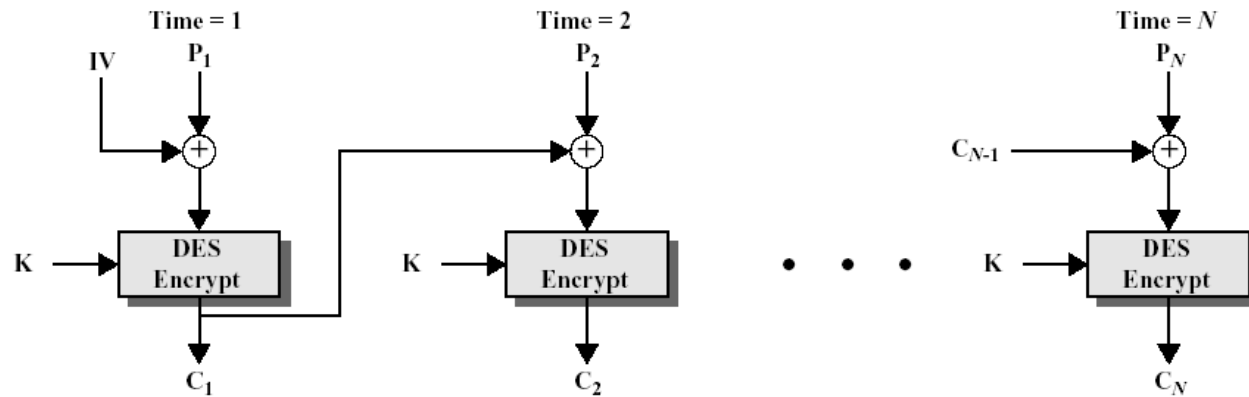 Time = 1
Time = 2
Time = N
IV
P1
P2
PN
+
+
CN-1
+
K
DES
Encrypt
K
DES
Encrypt
• • •
K
DES
Encrypt
C1
C2
CN